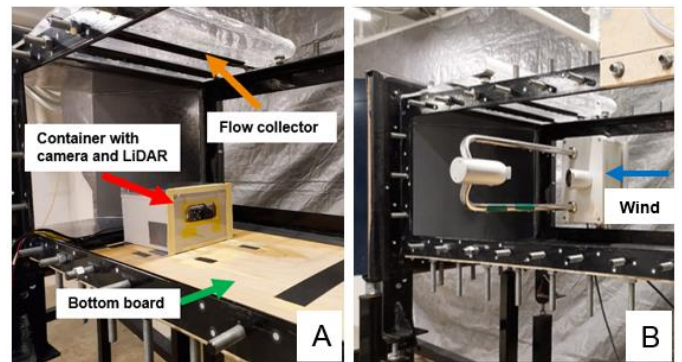 Flow collector
Container with
camera and LiDAR
Bottom board
A
Wind
B